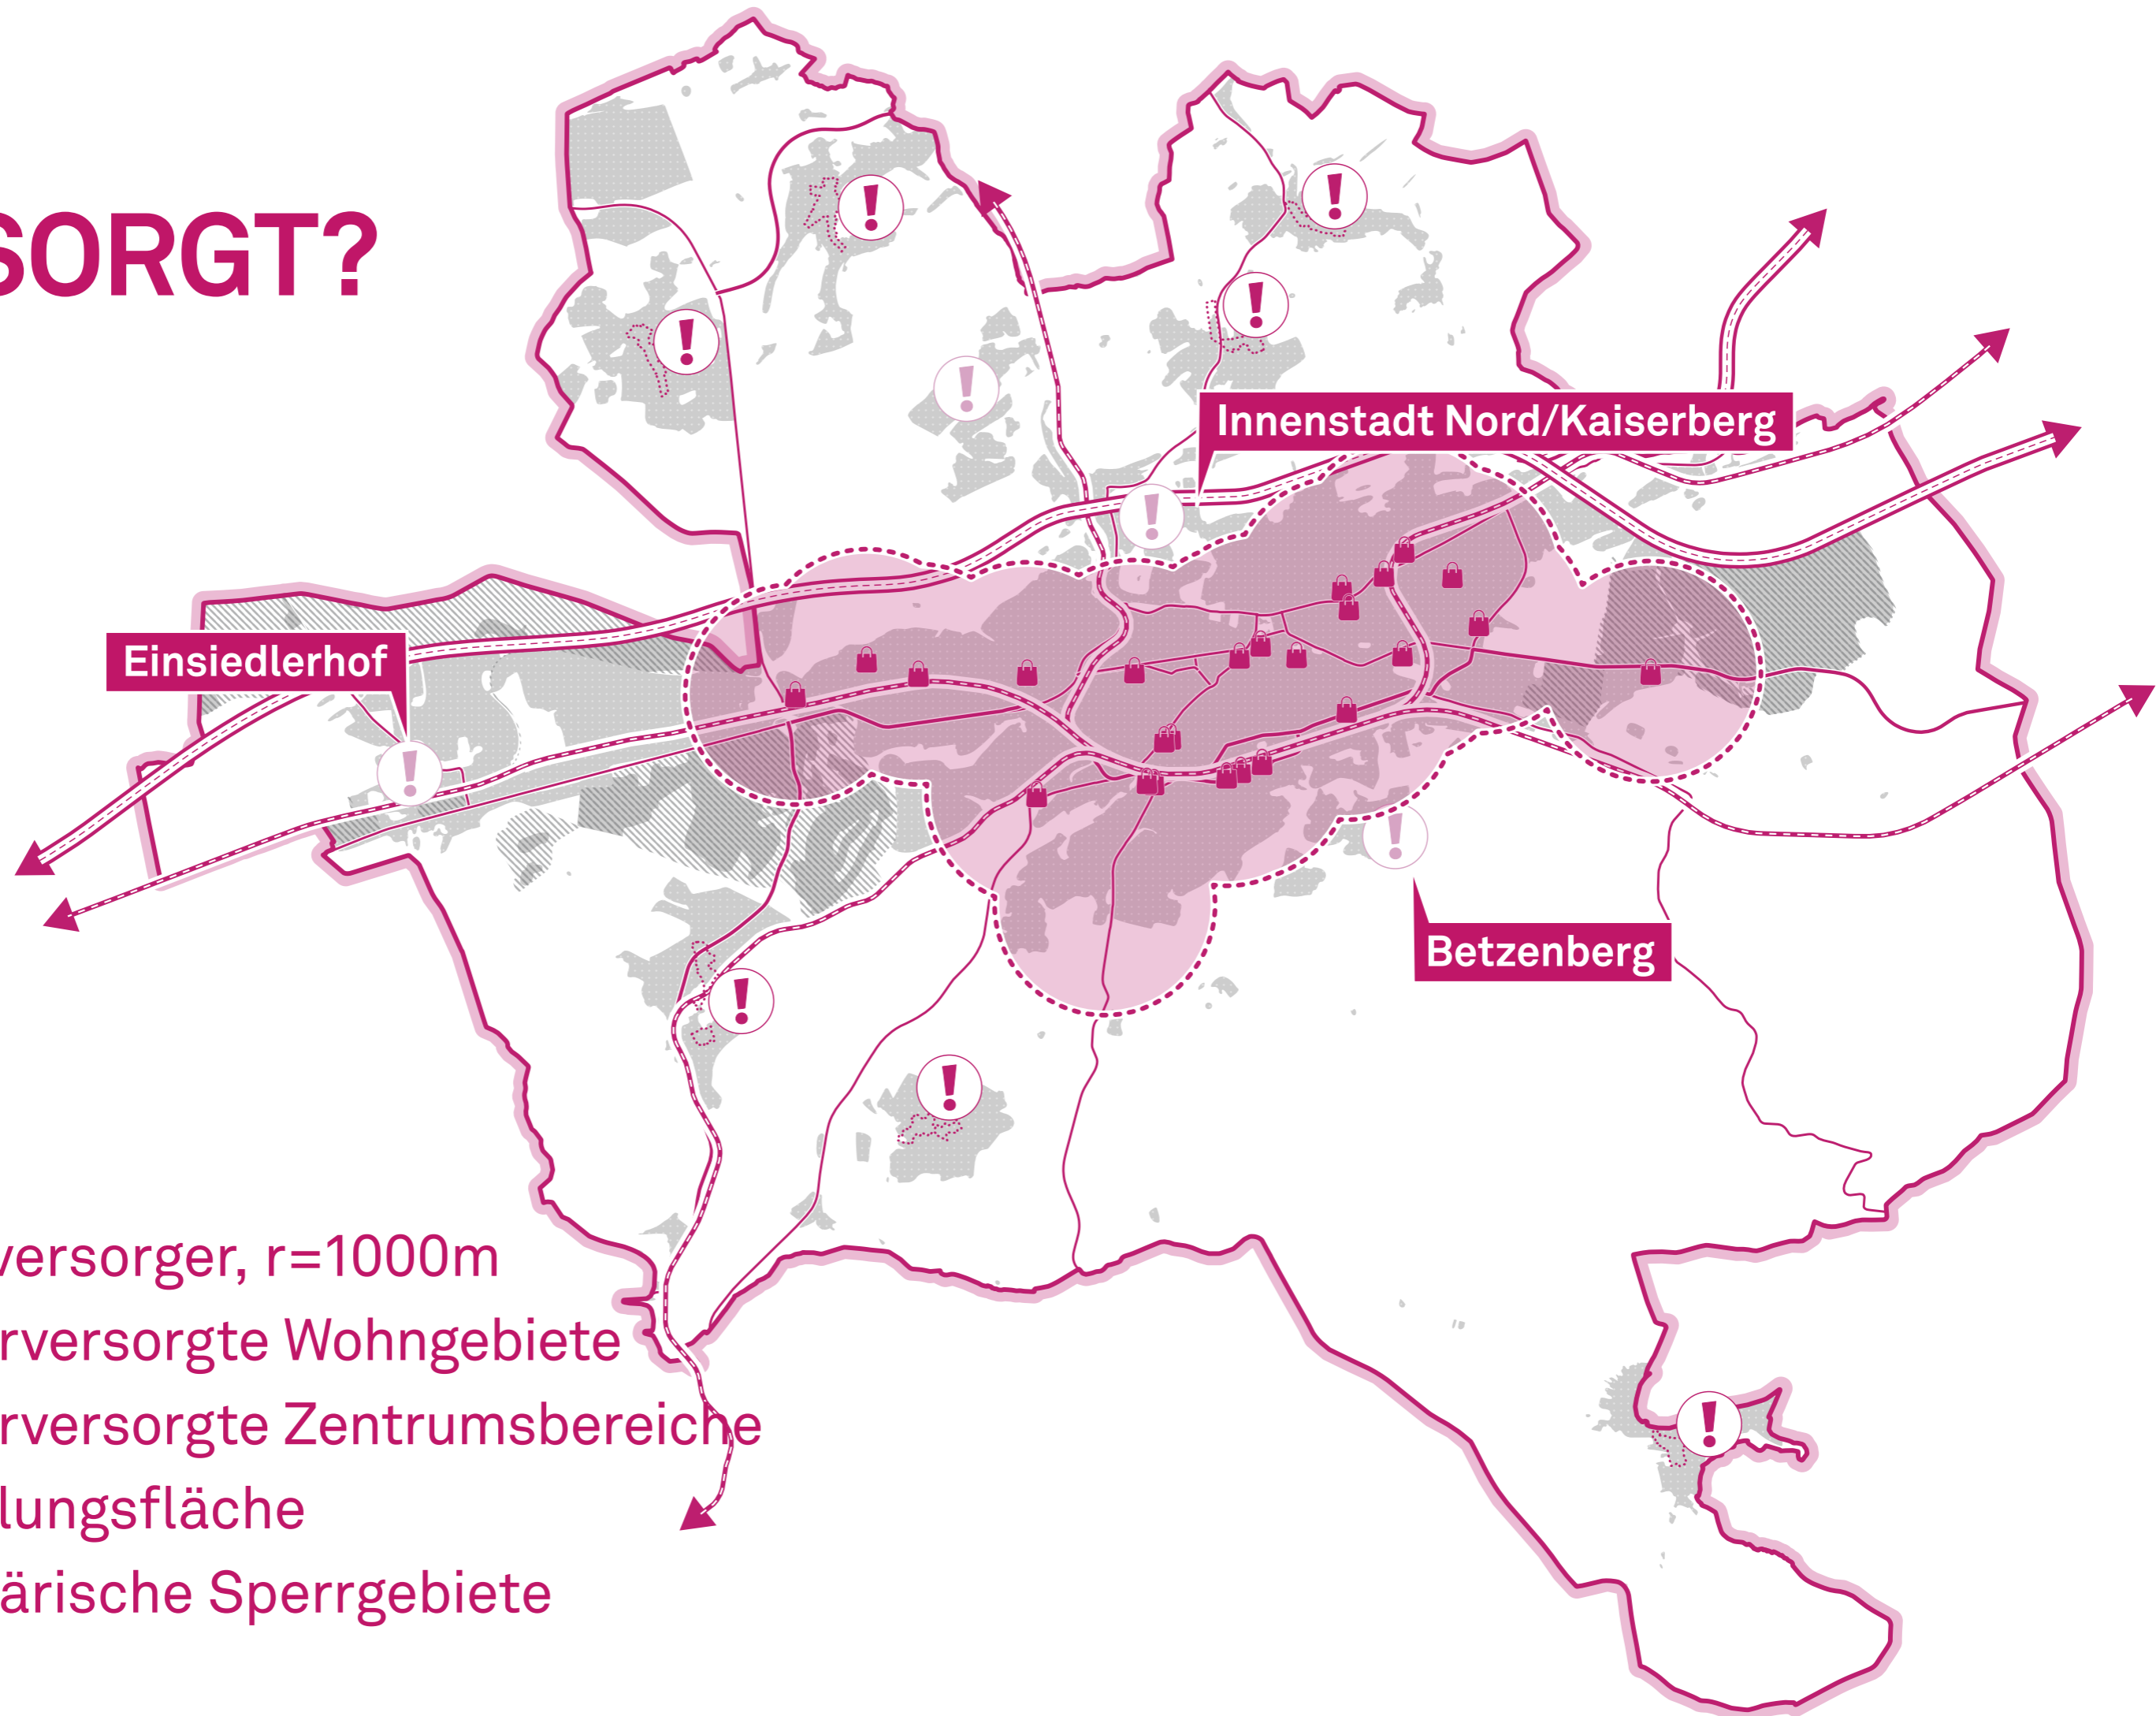 SORGT?
Innenstadt Nord/Kaiserberg
Einsiedlerhof
Betzenberg
versorger, r=1000m
rversorgte Wohngebiete
rversorgte Zentrumsbereiche
lungsfläche
ärische Sperrgebiete